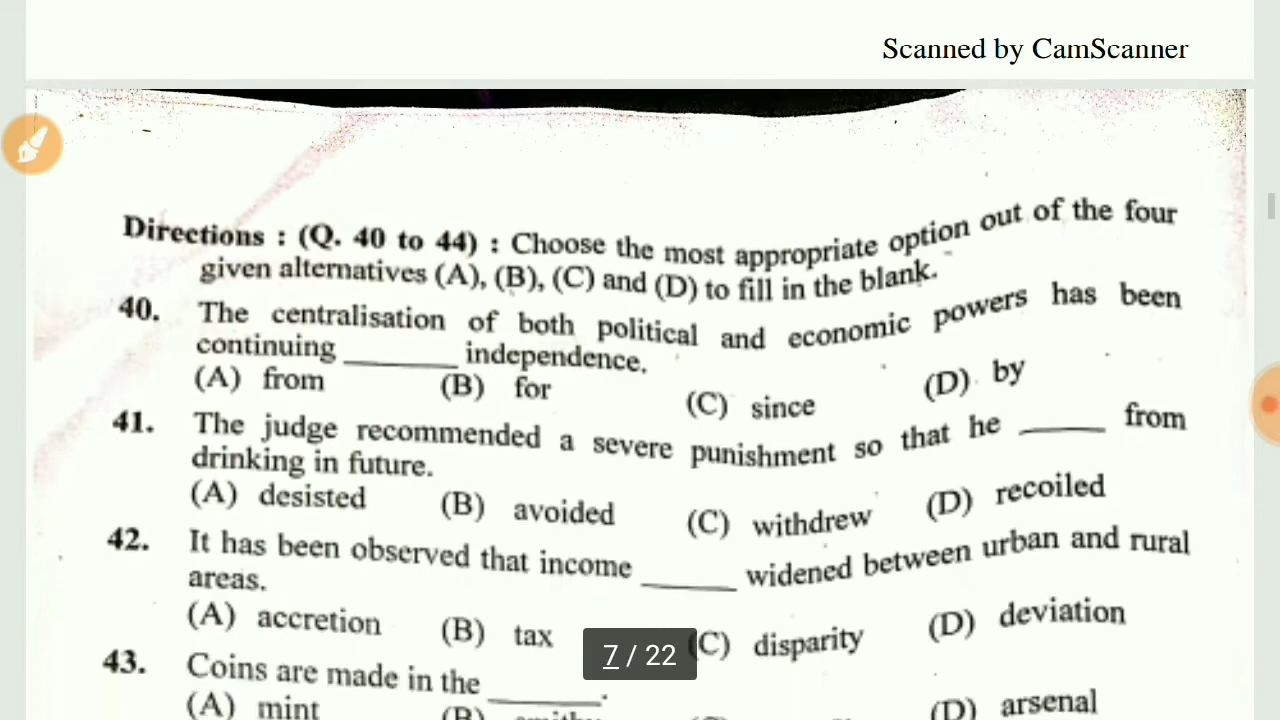 Scanned by CamScanner
Directions : (Q. 40 to 44) : Choose the most appropriate option out of the four
given alternatives (A), (B), (C) and (D) to fill in the blank.
40. The centralisation of both political and economic powers has been
continuing ________ independence.
(A) from (B) for (C) since (D) by
41. The judge recommended a severe punishment so that he ______ from
drinking in future.
(A) desisted (B) avoided (C) withdrew (D) recoiled
42. It has been observed that income ______ widened between urban and rural
areas.
(A) accretion (B) tax (C) disparity (D) deviation
7 / 22
43. Coins are made in the ________.
(A) mint (B) (D) arsenal